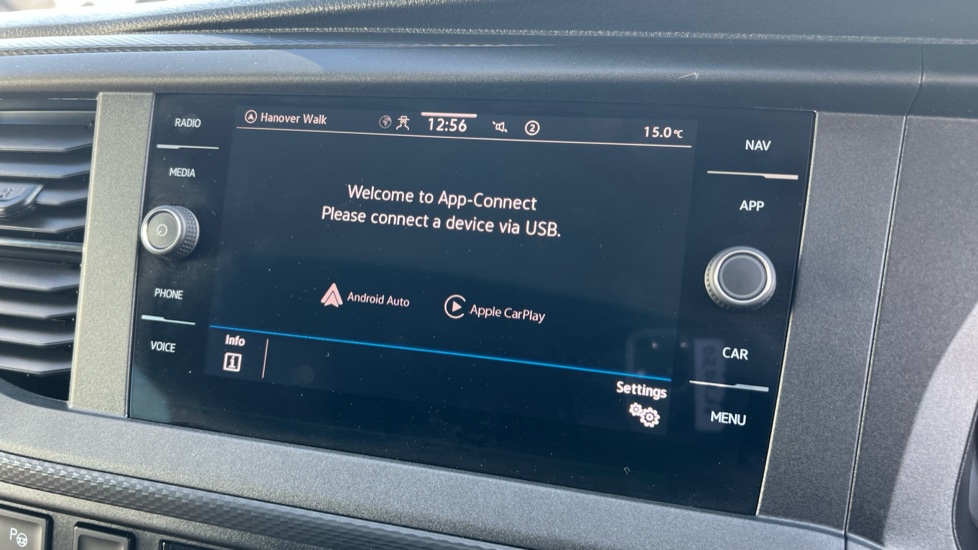 RADIO
MEDIA
PHONE
VOICE
Hanover Walk 12:56 2 15.0°C
Welcome to App-Connect
Please connect a device via USB.
Android Auto Apple CarPlay
Info
i
Settings
NAV
APP
CAR
MENU
P